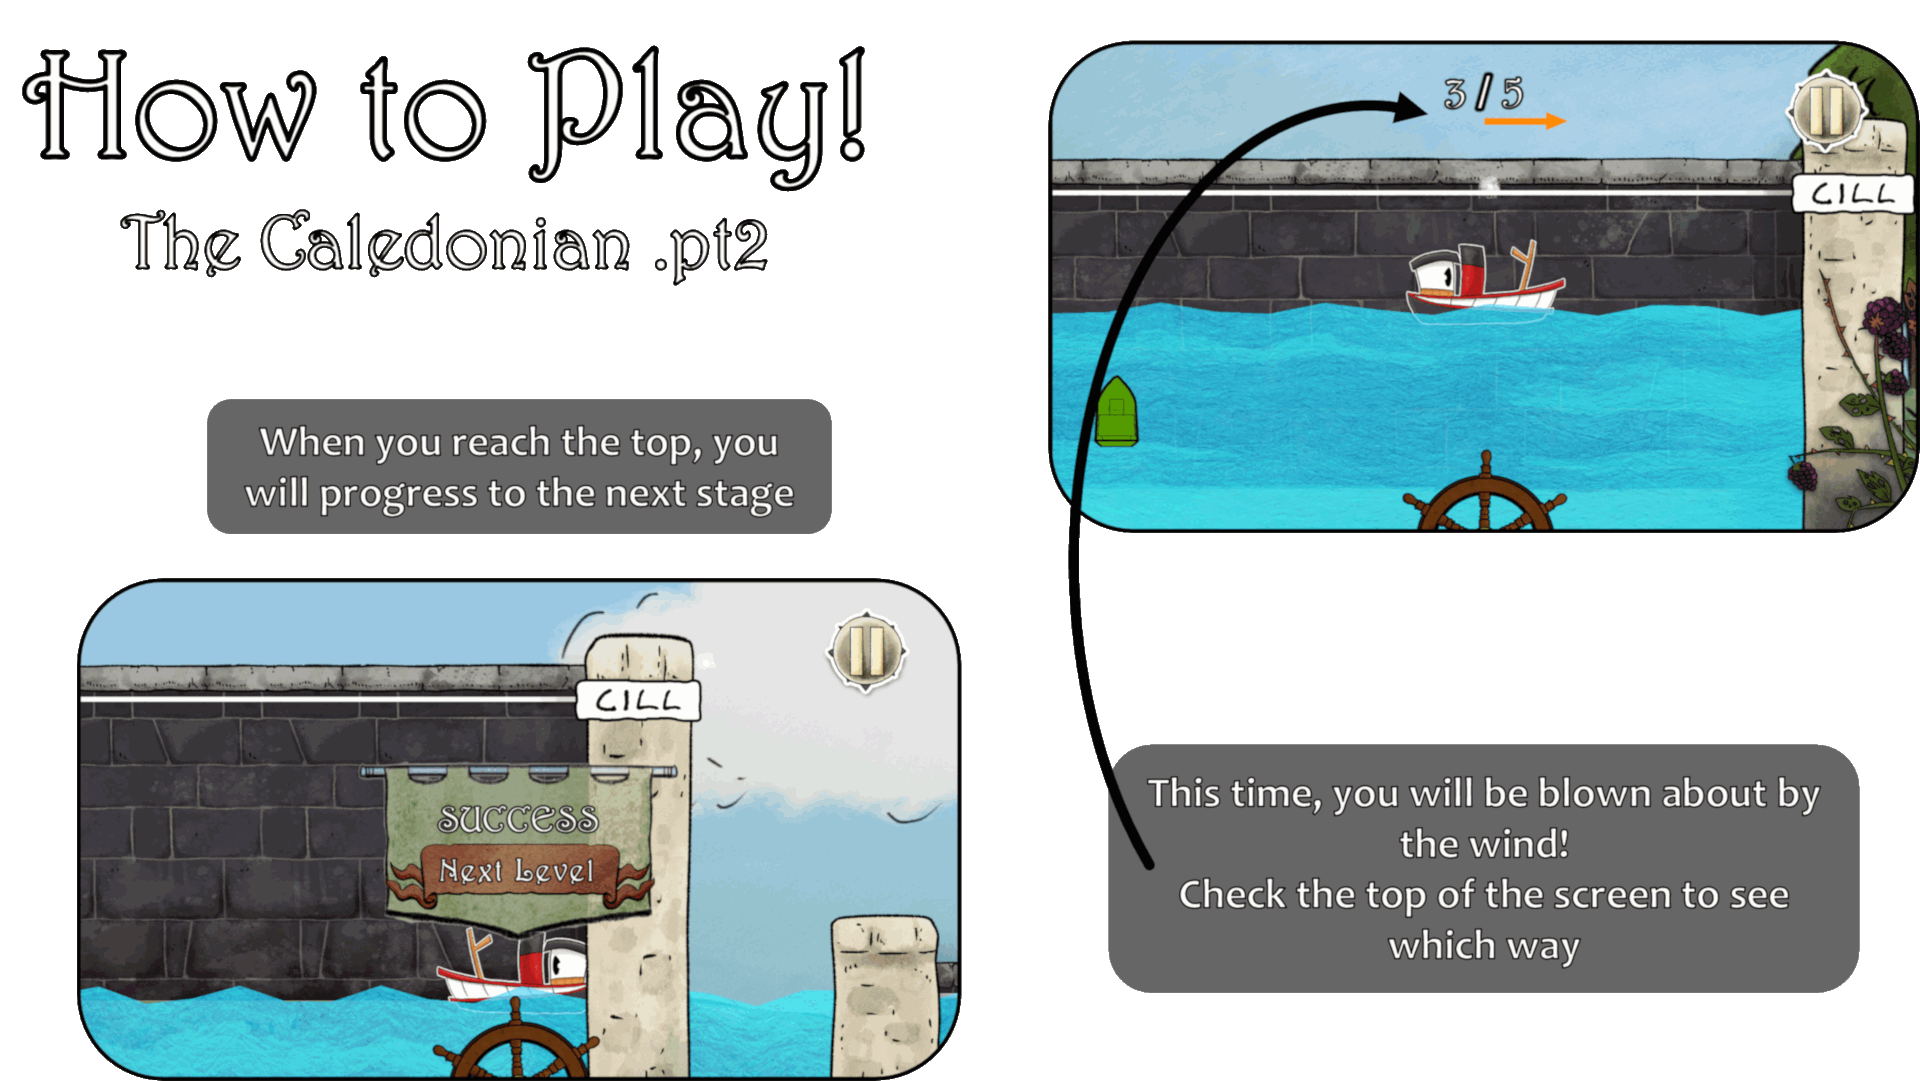 How to Play!
The Caledonian .pt2
When you reach the top, you
will progress to the next stage
CILL
SUCCESS
Next Level
3/5
CILL
This time, you will be blown about by
the wind!
Check the top of the screen to see
which way